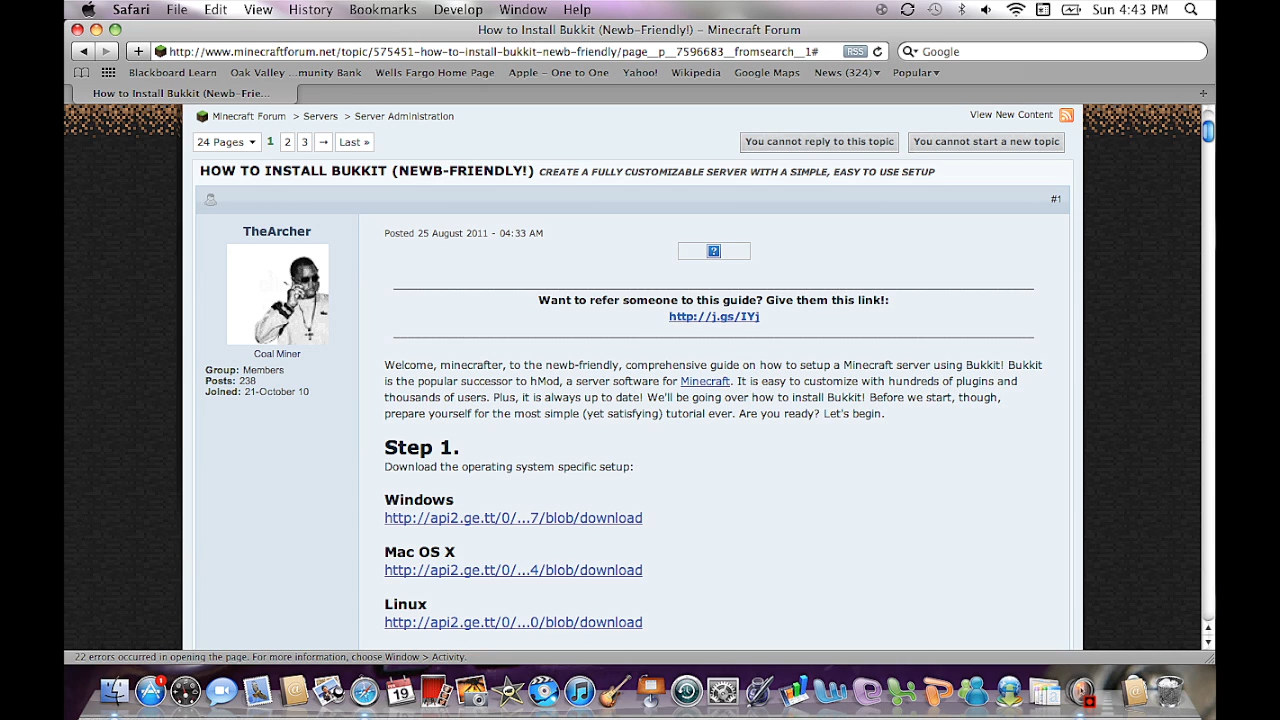 Safari File Edit View History Bookmarks Develop Window Help Sun 4:43 PM
How to Install Bukkit (Newb-Friendly!) – Minecraft Forum
http://www.minecraftforum.net/topic/575451-how-to-install-bukkit-newb-friendly/page__p__7596683__fromsearch__1# RSS Google
Blackboard Learn Oak Valley ...munity Bank Wells Fargo Home Page Apple – One to One Yahoo! Wikipedia Google Maps News (324)▾ Popular▾
How to Install Bukkit (Newb-Frie...
Minecraft Forum > Servers > Server Administration View New Content
24 Pages ▾ 1 2 3 → Last » You cannot reply to this topic You cannot start a new topic
HOW TO INSTALL BUKKIT (NEWB-FRIENDLY!) CREATE A FULLY CUSTOMIZABLE SERVER WITH A SIMPLE, EASY TO USE SETUP
#1
TheArcher
Posted 25 August 2011 - 04:33 AM
?
Want to refer someone to this guide? Give them this link!:
http://j.gs/IYj
Coal Miner
Group: Members
Posts: 238
Joined: 21-October 10
Welcome, minecrafter, to the newb-friendly, comprehensive guide on how to setup a Minecraft server using Bukkit! Bukkit
is the popular successor to hMod, a server software for Minecraft. It is easy to customize with hundreds of plugins and
thousands of users. Plus, it is always up to date! We'll be going over how to install Bukkit! Before we start, though,
prepare yourself for the most simple (yet satisfying) tutorial ever. Are you ready? Let's begin.
Step 1.
Download the operating system specific setup:
Windows
http://api2.ge.tt/0/...7/blob/download
Mac OS X
http://api2.ge.tt/0/...4/blob/download
Linux
http://api2.ge.tt/0/...0/blob/download
22 errors occurred in opening the page. For more information, choose Window > Activity.
1
19